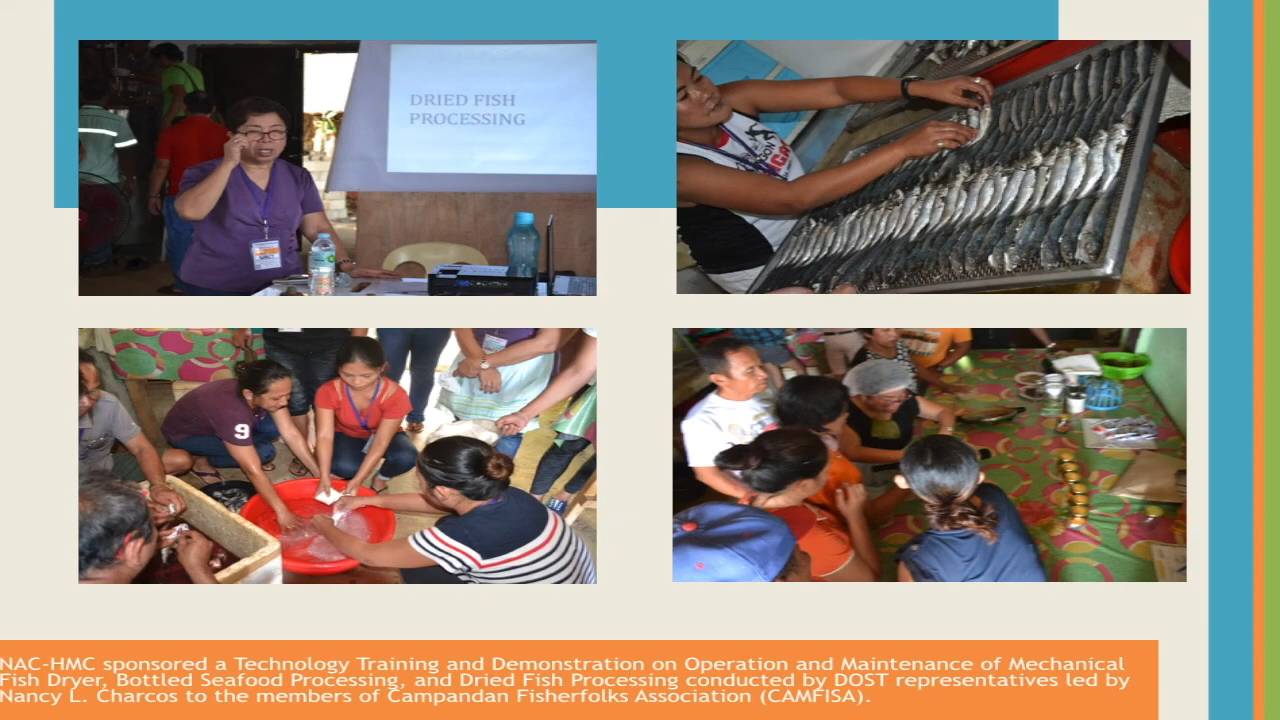 DRIED FISH
PROCESSING
9
NAC-HMC sponsored a Technology Training and Demonstration on Operation and Maintenance of Mechanical
Fish Dryer, Bottled Seafood Processing, and Dried Fish Processing conducted by DOST representatives led by
Nancy L. Charcos to the members of Campandan Fisherfolks Association (CAMFISA).